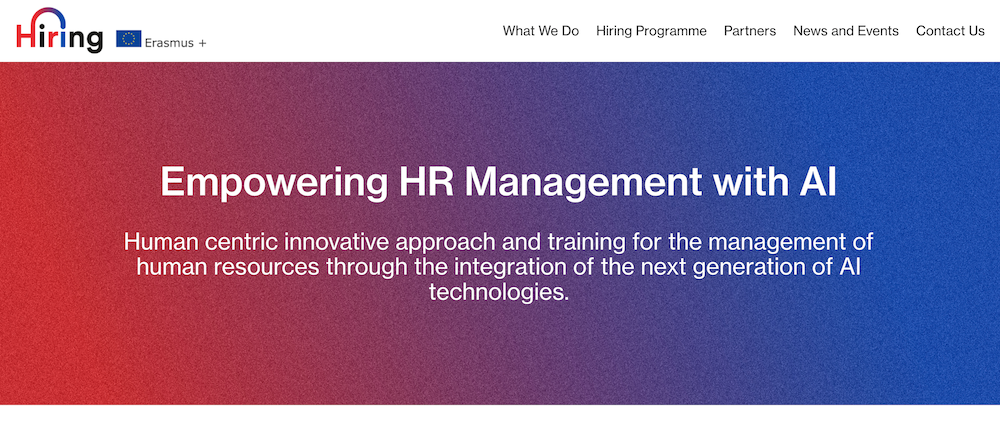 Hiring
Erasmus +
What We Do
Hiring Programme
Partners
News and Events
Contact Us
Empowering HR Management with AI
Human centric innovative approach and training for the management of
human resources through the integration of the next generation of AI
technologies.